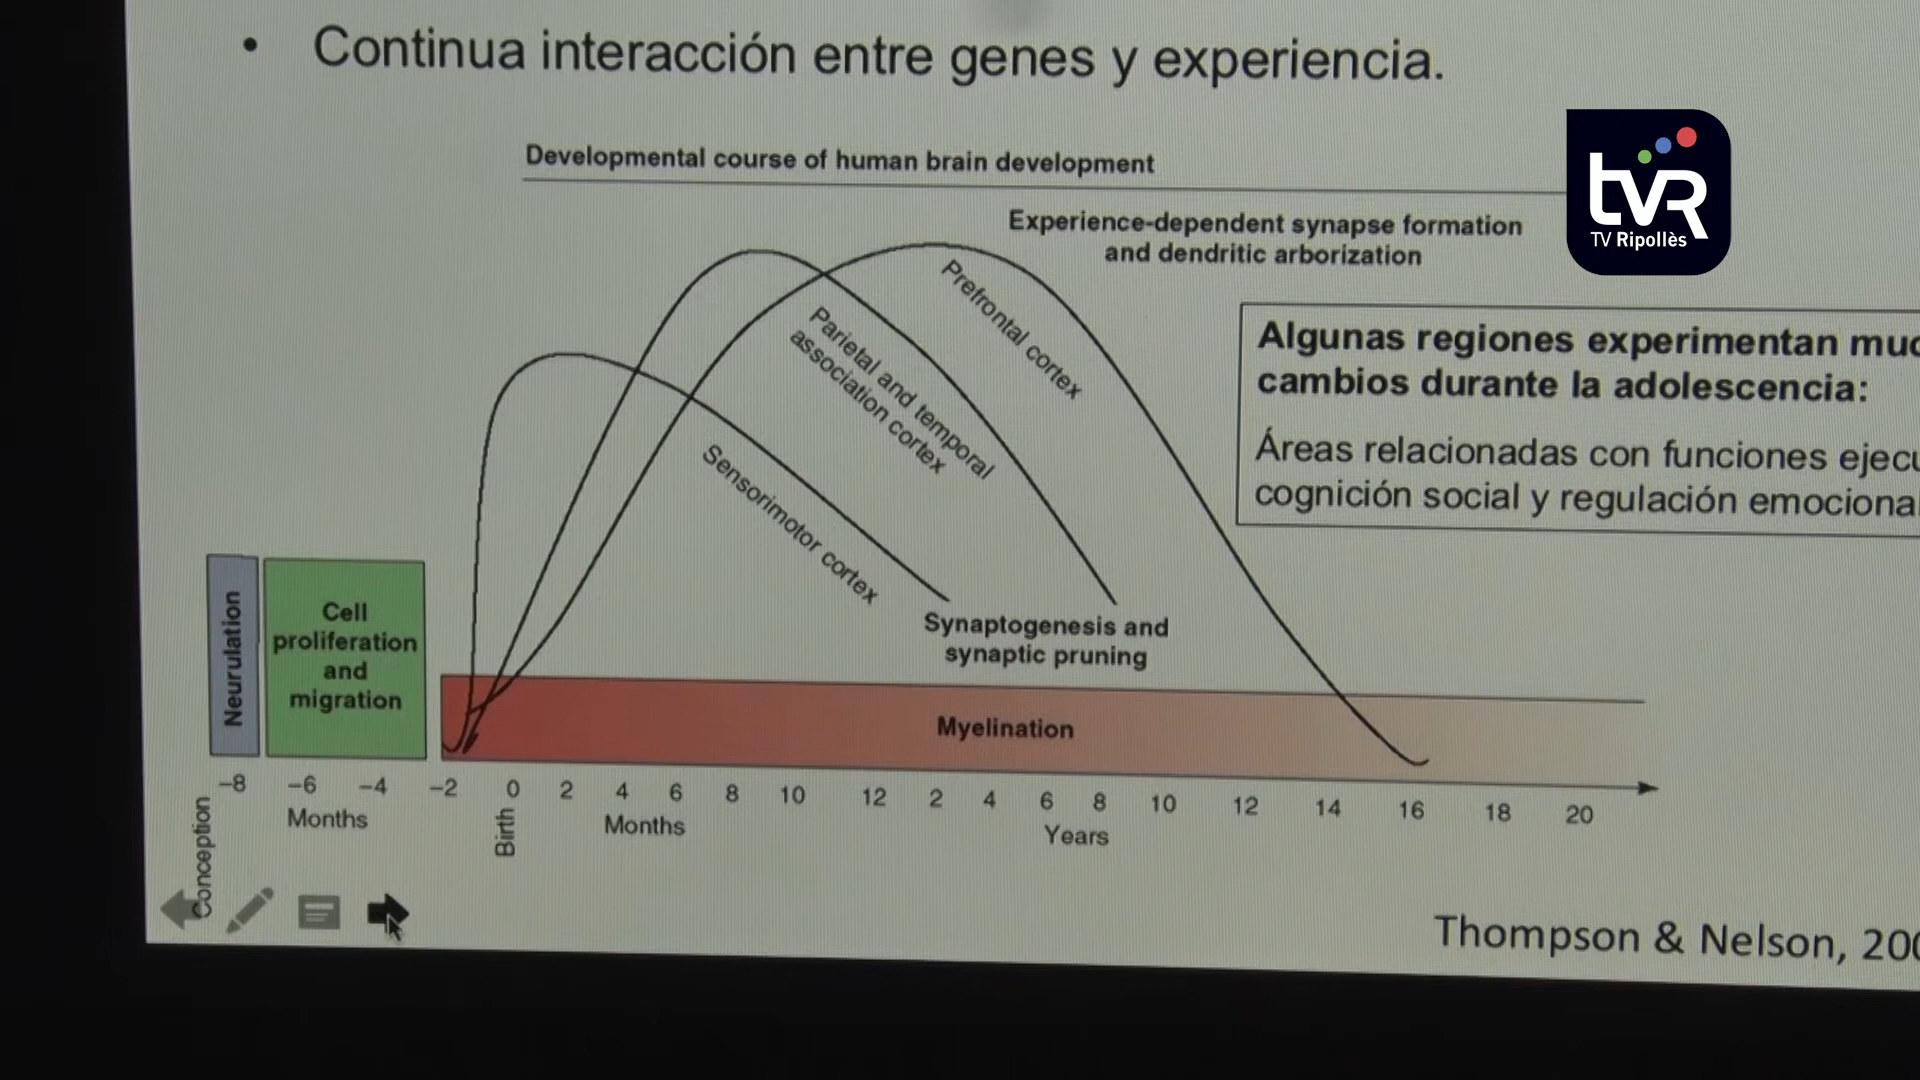 • Continua interacción entre genes y experiencia.
Developmental course of human brain development
tvR
TV Ripollès
Experience-dependent synapse formation
and dendritic arborization
Prefrontal cortex
Parietal and temporal
association cortex
Sensorimotor cortex
Algunas regiones experimentan
cambios durante la adolescencia:
Áreas relacionadas con funciones
cognición social y regulación
Neurulation
Cell
proliferation
and
migration
Synaptogenesis and
synaptic pruning
Myelination
–8 –6 –4 –2 0 2 4 6 8 10 12 2 4 6 8 10 12 14 16 18 20
Conception
Months
Birth
Months
Years
Thompson & Nelson,